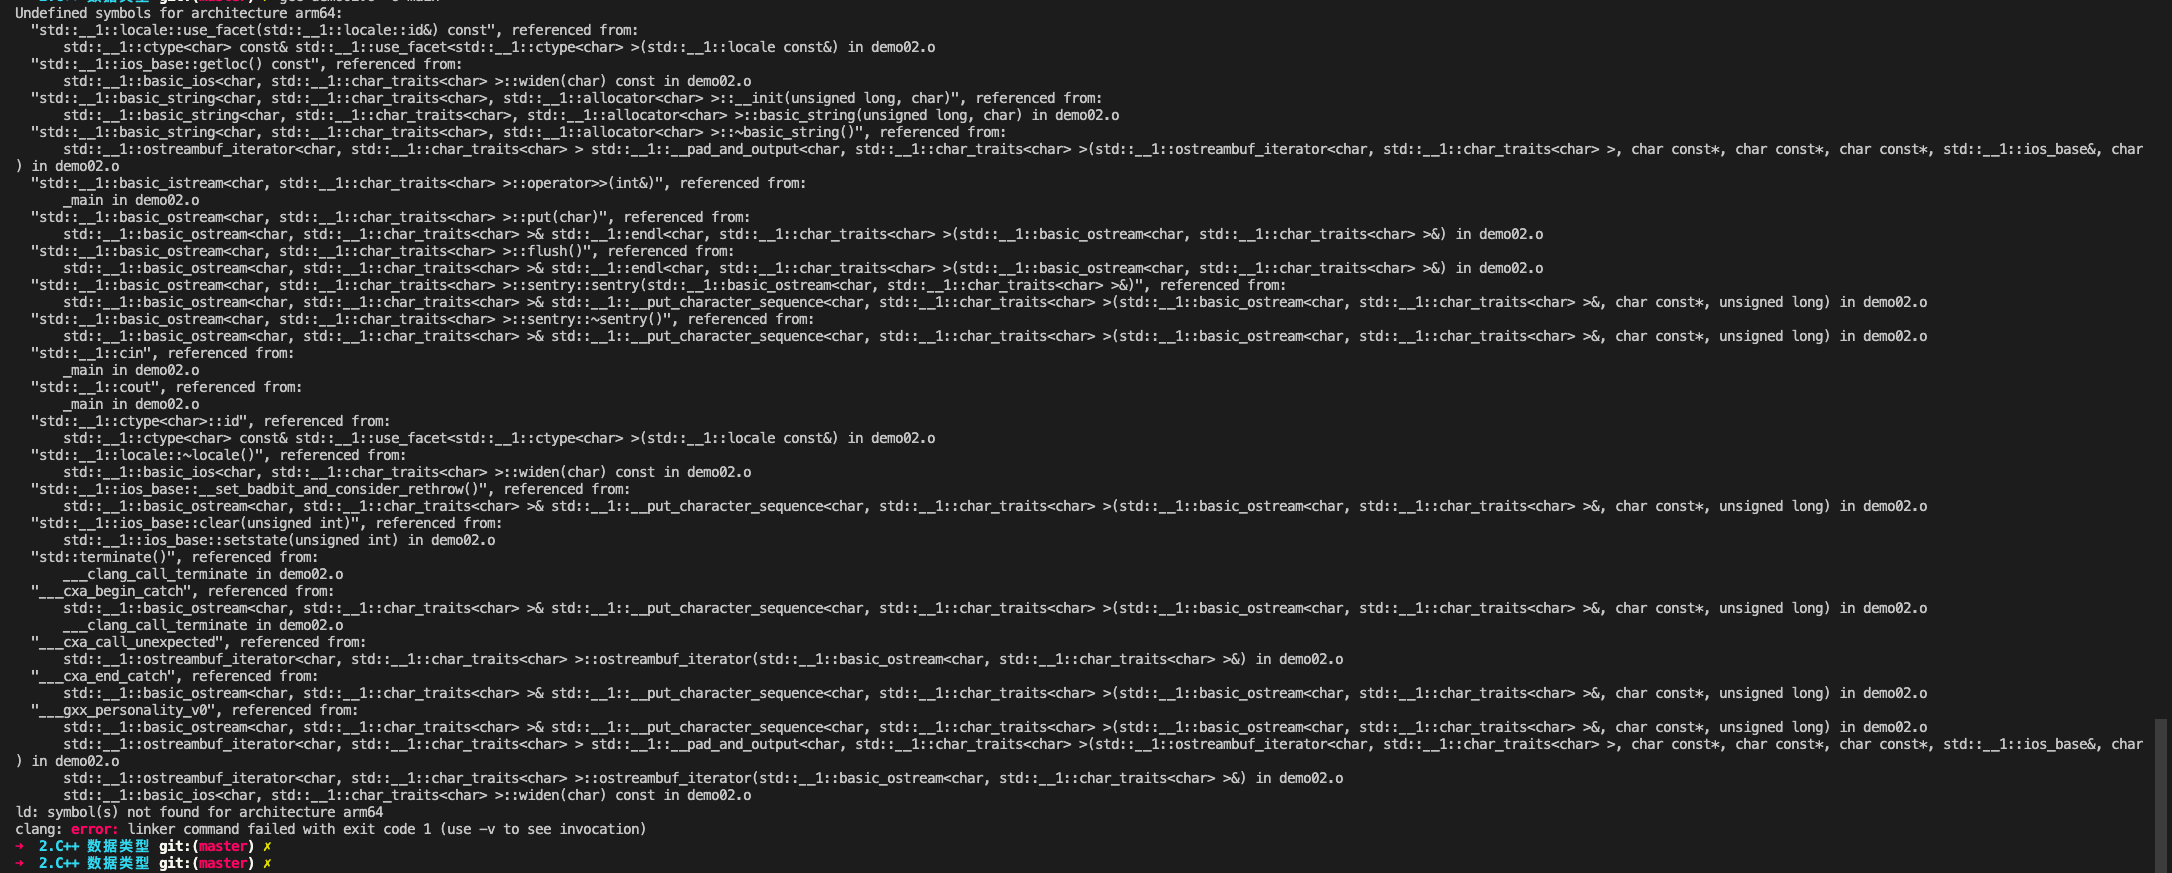 Undefined symbols for architecture arm64:
"std::__1::locale::use_facet(std::__1::locale::id&) const", referenced from:
std::__1::ctype<char> const& std::__1::use_facet<std::__1::ctype<char> >(std::__1::locale const&) in demo02.o
"std::__1::ios_base::getloc() const", referenced from:
std::__1::basic_ios<char, std::__1::char_traits<char> >::widen(char) const in demo02.o
"std::__1::basic_string<char, std::__1::char_traits<char>, std::__1::allocator<char> >::__init(unsigned long, char)", referenced from:
std::__1::basic_string<char, std::__1::char_traits<char>, std::__1::allocator<char> >::basic_string(unsigned long, char) in demo02.o
"std::__1::basic_string<char, std::__1::char_traits<char>, std::__1::allocator<char> >::~basic_string()", referenced from:
std::__1::ostreambuf_iterator<char, std::__1::char_traits<char> > std::__1::__pad_and_output<char, std::__1::char_traits<char> >(std::__1::ostreambuf_iterator<char, std::__1::char_traits<char> >, char const*, char const*, char const*, std::__1::ios_base&, char
) in demo02.o
"std::__1::basic_istream<char, std::__1::char_traits<char> >::operator>>(int&)", referenced from:
_main in demo02.o
"std::__1::basic_ostream<char, std::__1::char_traits<char> >::put(char)", referenced from:
std::__1::basic_ostream<char, std::__1::char_traits<char> >& std::__1::endl<char, std::__1::char_traits<char> >(std::__1::basic_ostream<char, std::__1::char_traits<char> >&) in demo02.o
"std::__1::basic_ostream<char, std::__1::char_traits<char> >::flush()", referenced from:
std::__1::basic_ostream<char, std::__1::char_traits<char> >& std::__1::endl<char, std::__1::char_traits<char> >(std::__1::basic_ostream<char, std::__1::char_traits<char> >&) in demo02.o
"std::__1::basic_ostream<char, std::__1::char_traits<char> >::sentry::sentry(std::__1::basic_ostream<char, std::__1::char_traits<char> >&)", referenced from:
std::__1::basic_ostream<char, std::__1::char_traits<char> >& std::__1::__put_character_sequence<char, std::__1::char_traits<char> >(std::__1::basic_ostream<char, std::__1::char_traits<char> >&, char const*, unsigned long) in demo02.o
"std::__1::basic_ostream<char, std::__1::char_traits<char> >::sentry::~sentry()", referenced from:
std::__1::basic_ostream<char, std::__1::char_traits<char> >& std::__1::__put_character_sequence<char, std::__1::char_traits<char> >(std::__1::basic_ostream<char, std::__1::char_traits<char> >&, char const*, unsigned long) in demo02.o
"std::__1::cin", referenced from:
_main in demo02.o
"std::__1::cout", referenced from:
_main in demo02.o
"std::__1::ctype<char>::id", referenced from:
std::__1::ctype<char> const& std::__1::use_facet<std::__1::ctype<char> >(std::__1::locale const&) in demo02.o
"std::__1::locale::~locale()", referenced from:
std::__1::basic_ios<char, std::__1::char_traits<char> >::widen(char) const in demo02.o
"std::__1::ios_base::__set_badbit_and_consider_rethrow()", referenced from:
std::__1::basic_ostream<char, std::__1::char_traits<char> >& std::__1::__put_character_sequence<char, std::__1::char_traits<char> >(std::__1::basic_ostream<char, std::__1::char_traits<char> >&, char const*, unsigned long) in demo02.o
"std::__1::ios_base::clear(unsigned int)", referenced from:
std::__1::ios_base::setstate(unsigned int) in demo02.o
"std::terminate()", referenced from:
___clang_call_terminate in demo02.o
"___cxa_begin_catch", referenced from:
std::__1::basic_ostream<char, std::__1::char_traits<char> >& std::__1::__put_character_sequence<char, std::__1::char_traits<char> >(std::__1::basic_ostream<char, std::__1::char_traits<char> >&, char const*, unsigned long) in demo02.o
___clang_call_terminate in demo02.o
"___cxa_call_unexpected", referenced from:
std::__1::ostreambuf_iterator<char, std::__1::char_traits<char> >::ostreambuf_iterator(std::__1::basic_ostream<char, std::__1::char_traits<char> >&) in demo02.o
"___cxa_end_catch", referenced from:
std::__1::basic_ostream<char, std::__1::char_traits<char> >& std::__1::__put_character_sequence<char, std::__1::char_traits<char> >(std::__1::basic_ostream<char, std::__1::char_traits<char> >&, char const*, unsigned long) in demo02.o
"___gxx_personality_v0", referenced from:
std::__1::basic_ostream<char, std::__1::char_traits<char> >& std::__1::__put_character_sequence<char, std::__1::char_traits<char> >(std::__1::basic_ostream<char, std::__1::char_traits<char> >&, char const*, unsigned long) in demo02.o
std::__1::ostreambuf_iterator<char, std::__1::char_traits<char> > std::__1::__pad_and_output<char, std::__1::char_traits<char> >(std::__1::ostreambuf_iterator<char, std::__1::char_traits<char> >, char const*, char const*, char const*, std::__1::ios_base&, char
) in demo02.o
std::__1::ostreambuf_iterator<char, std::__1::char_traits<char> >::ostreambuf_iterator(std::__1::basic_ostream<char, std::__1::char_traits<char> >&) in demo02.o
std::__1::basic_ios<char, std::__1::char_traits<char> >::widen(char) const in demo02.o
ld: symbol(s) not found for architecture arm64
clang: error: linker command failed with exit code 1 (use -v to see invocation)
➜ 2.C++ 数据类型 git:(master) ✗
➜ 2.C++ 数据类型 git:(master) ✗